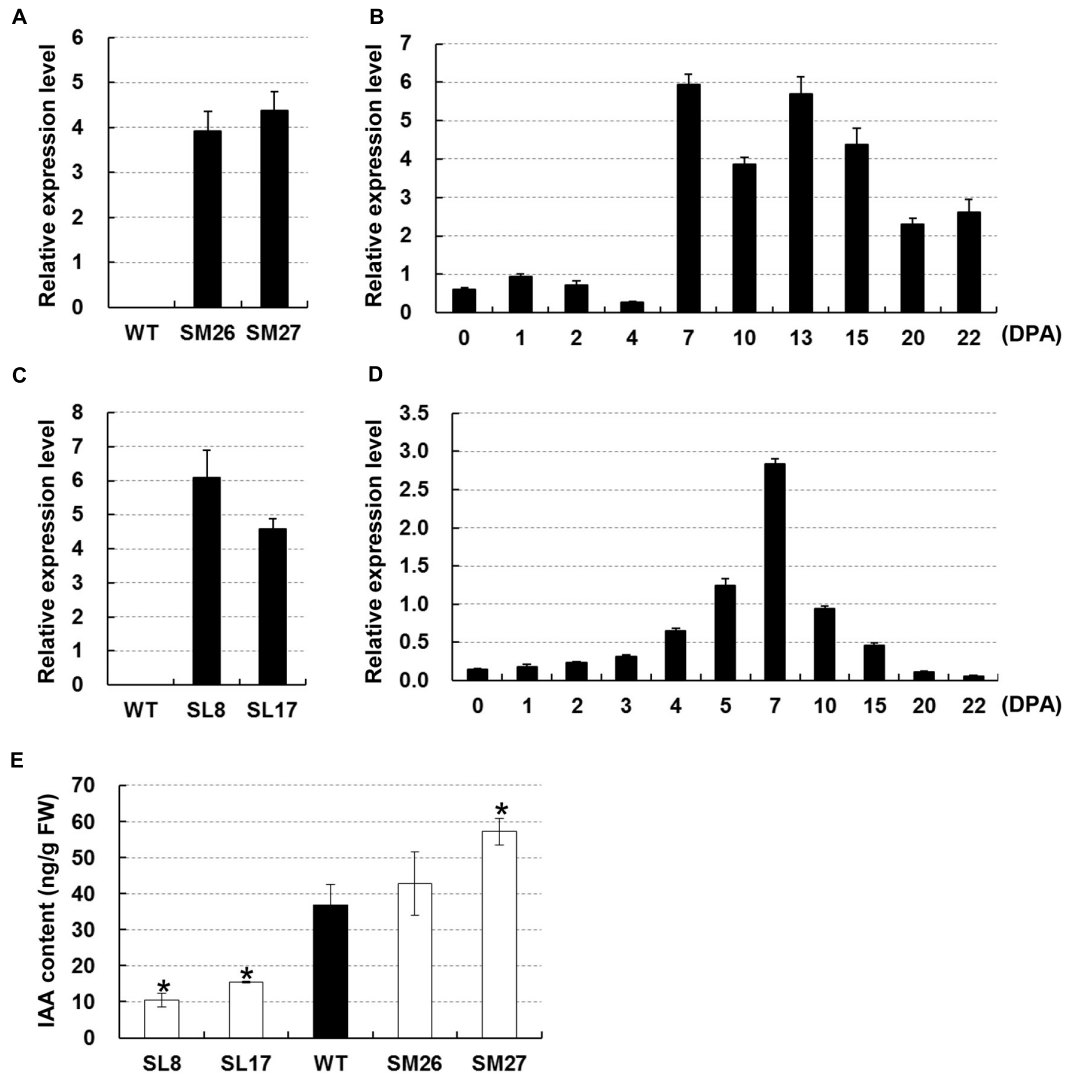 A
Relative expression level
6
5
4
3
2
1
0
WT SM26 SM27
B
Relative expression level
7
6
5
4
3
2
1
0
0 1 2 4 7 10 13 15 20 22 (DPA)
C
Relative expression level
8
7
6
5
4
3
2
1
0
WT SL8 SL17
D
Relative expression level
3.5
3.0
2.5
2.0
1.5
1.0
0.5
0.0
0 1 2 3 4 5 7 10 15 20 22 (DPA)
E
IAA content (ng/g FW)
70
60
50
40
30
20
10
0
* * *
SL8 SL17 WT SM26 SM27